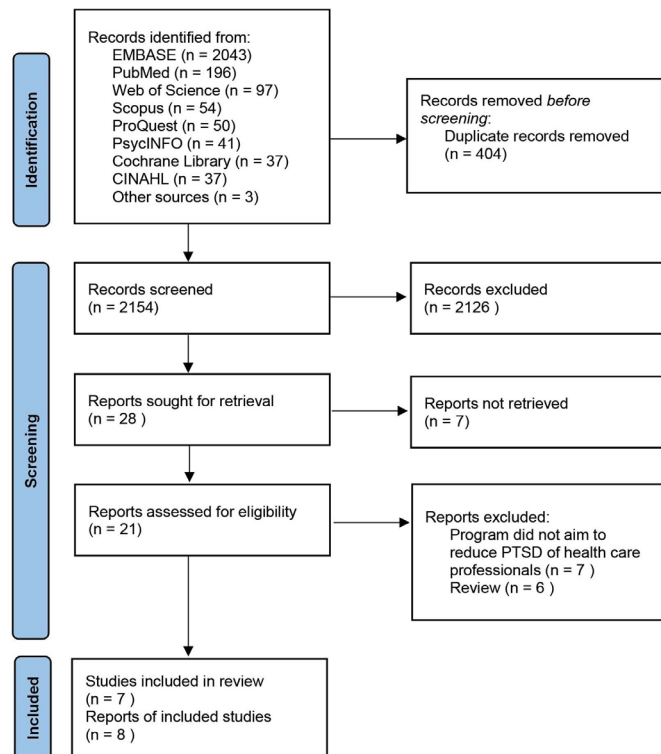 Identification
Records identified from:
EMBASE (n = 2043)
PubMed (n = 196)
Web of Science (n = 97)
Scopus (n = 54)
ProQuest (n = 50)
PsycINFO (n = 41)
Cochrane Library (n = 37)
CINAHL (n = 37)
Other sources (n = 3)
Records removed before
screening:
Duplicate records removed
(n = 404)
Screening
Records screened
(n = 2154)
Records excluded
(n = 2126 )
Reports sought for retrieval
(n = 28 )
Reports not retrieved
(n = 7)
Reports assessed for eligibility
(n = 21)
Reports excluded:
Program did not aim to
reduce PTSD of health care
professionals (n = 7 )
Review (n = 6 )
Included
Studies included in review
(n = 7 )
Reports of included studies
(n = 8 )